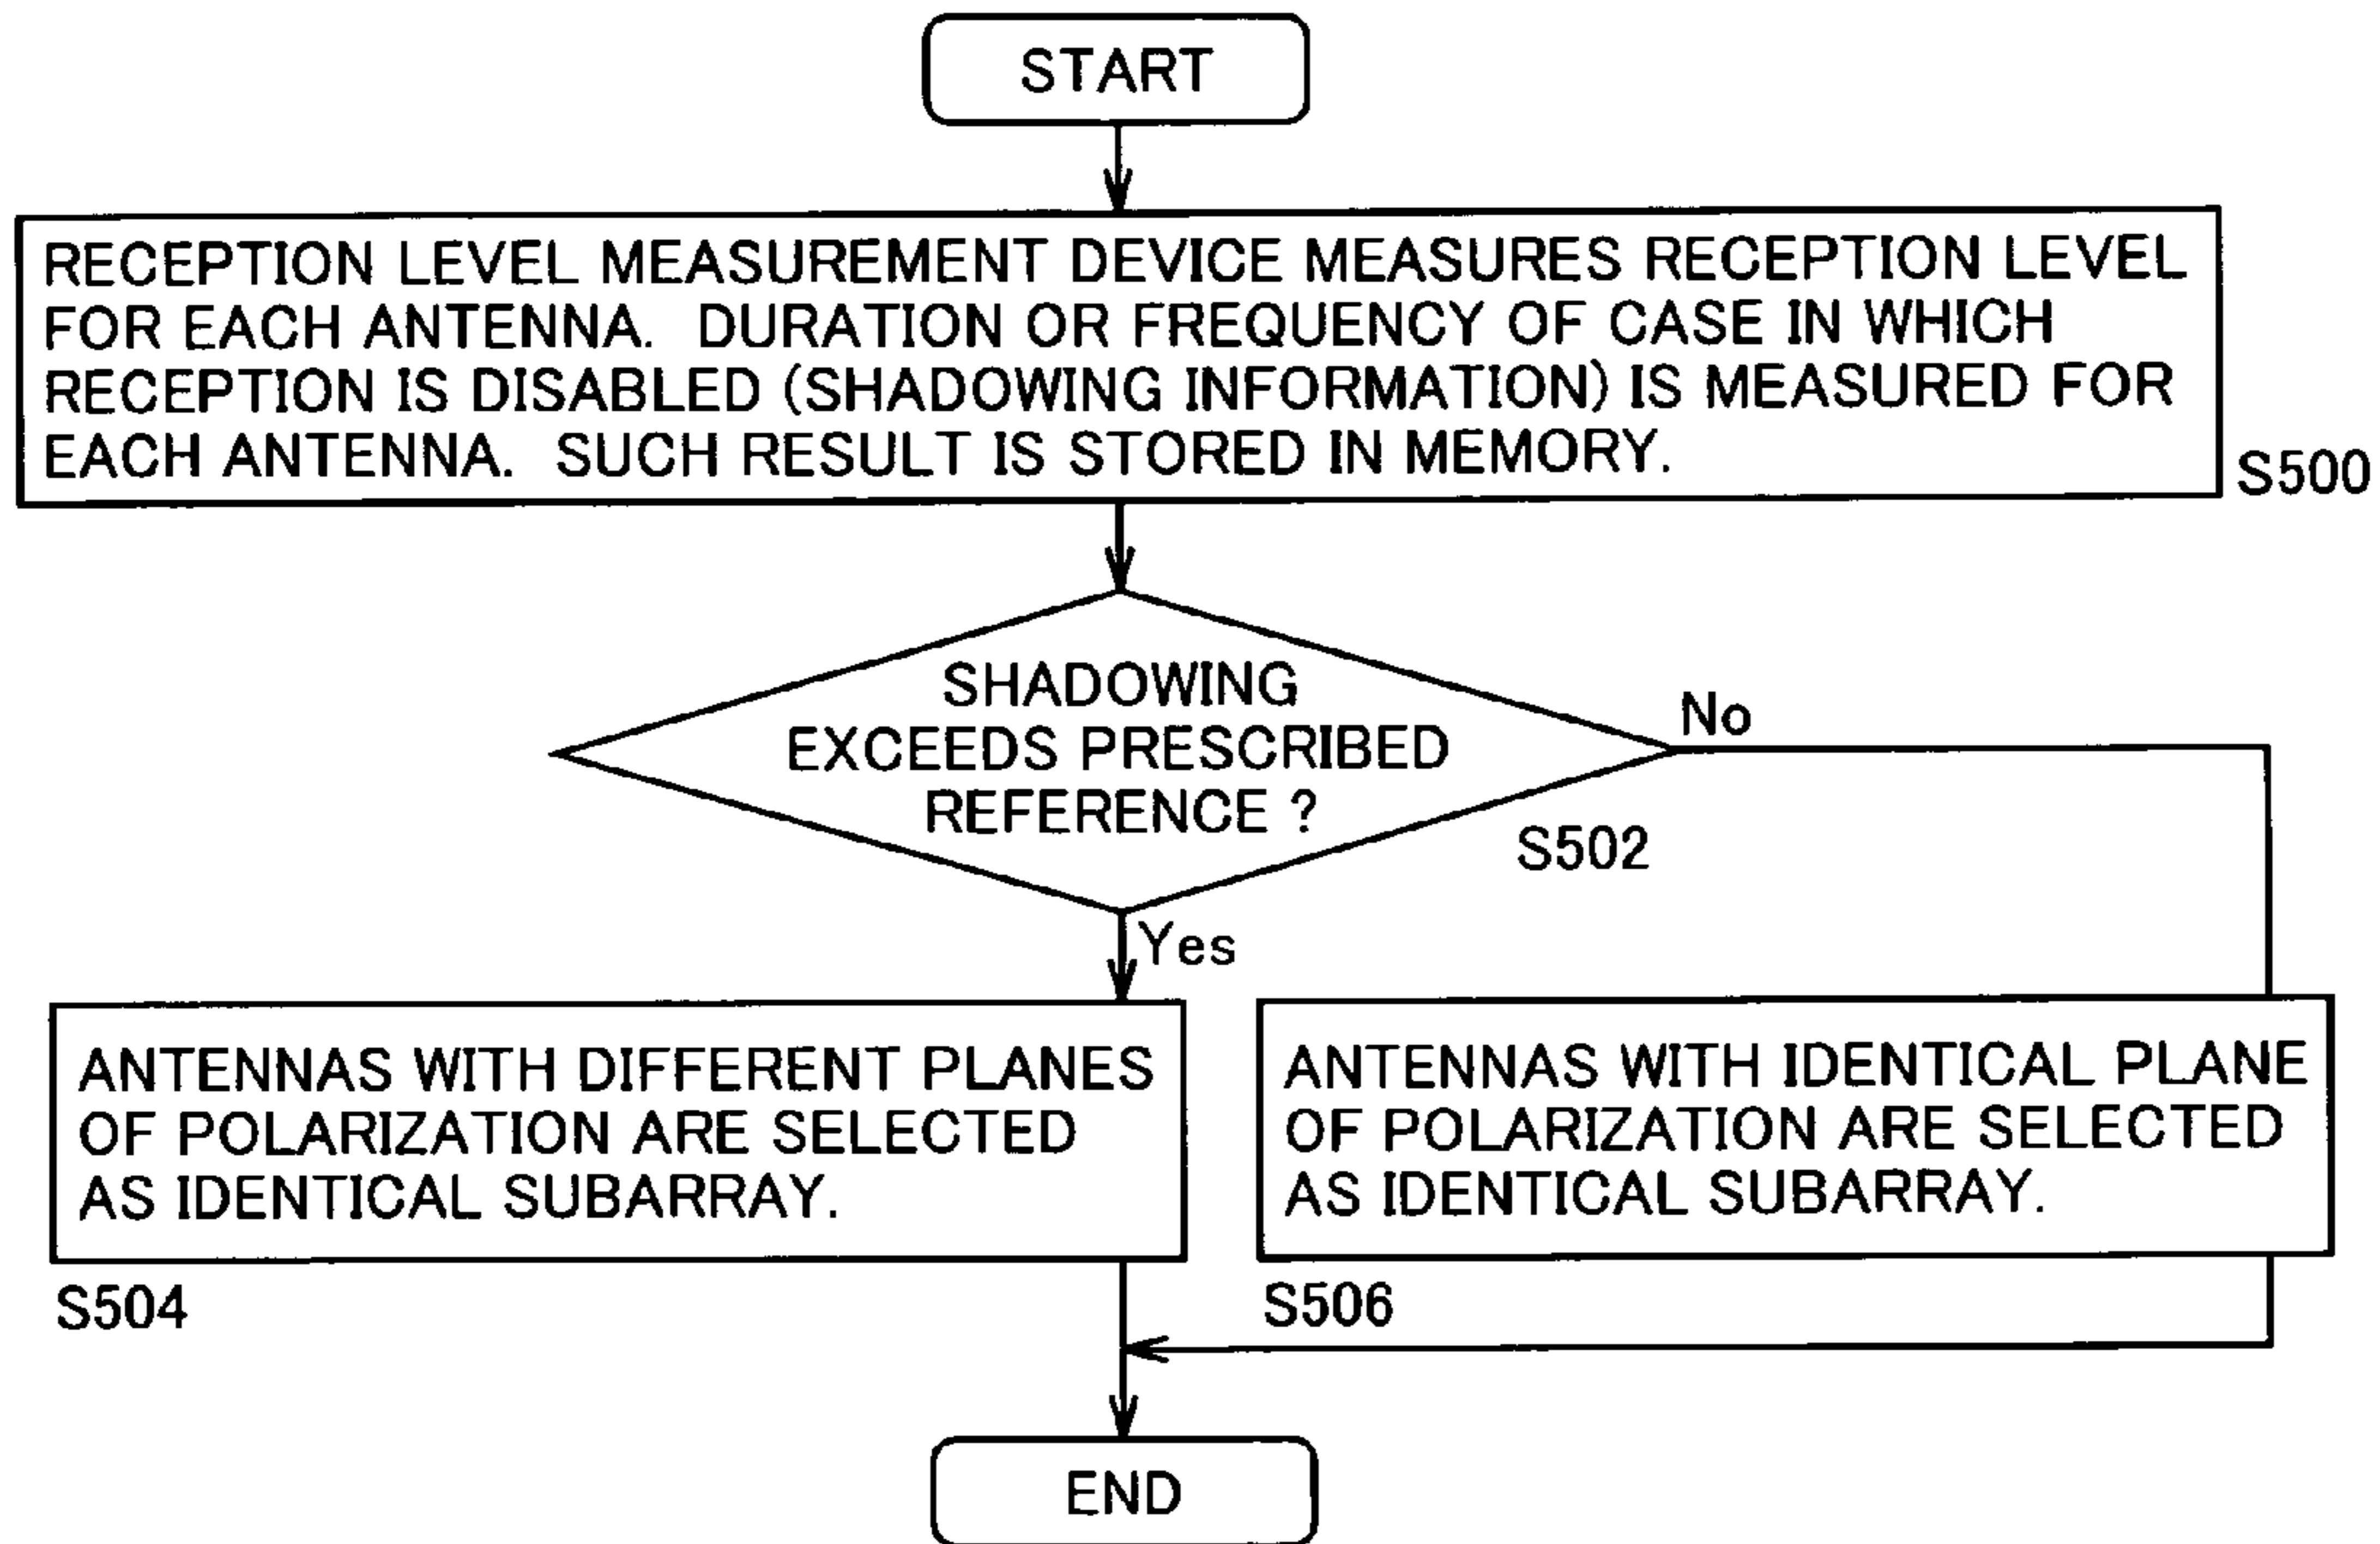 START
RECEPTION LEVEL MEASUREMENT DEVICE MEASURES RECEPTION LEVEL
FOR EACH ANTENNA. DURATION OR FREQUENCY OF CASE IN WHICH
RECEPTION IS DISABLED (SHADOWING INFORMATION) IS MEASURED FOR
EACH ANTENNA. SUCH RESULT IS STORED IN MEMORY.
S500
SHADOWING
EXCEEDS PRESCRIBED
REFERENCE ?
No
S502
Yes
ANTENNAS WITH DIFFERENT PLANES
OF POLARIZATION ARE SELECTED
AS IDENTICAL SUBARRAY.
S504
ANTENNAS WITH IDENTICAL PLANE
OF POLARIZATION ARE SELECTED
AS IDENTICAL SUBARRAY.
S506
END